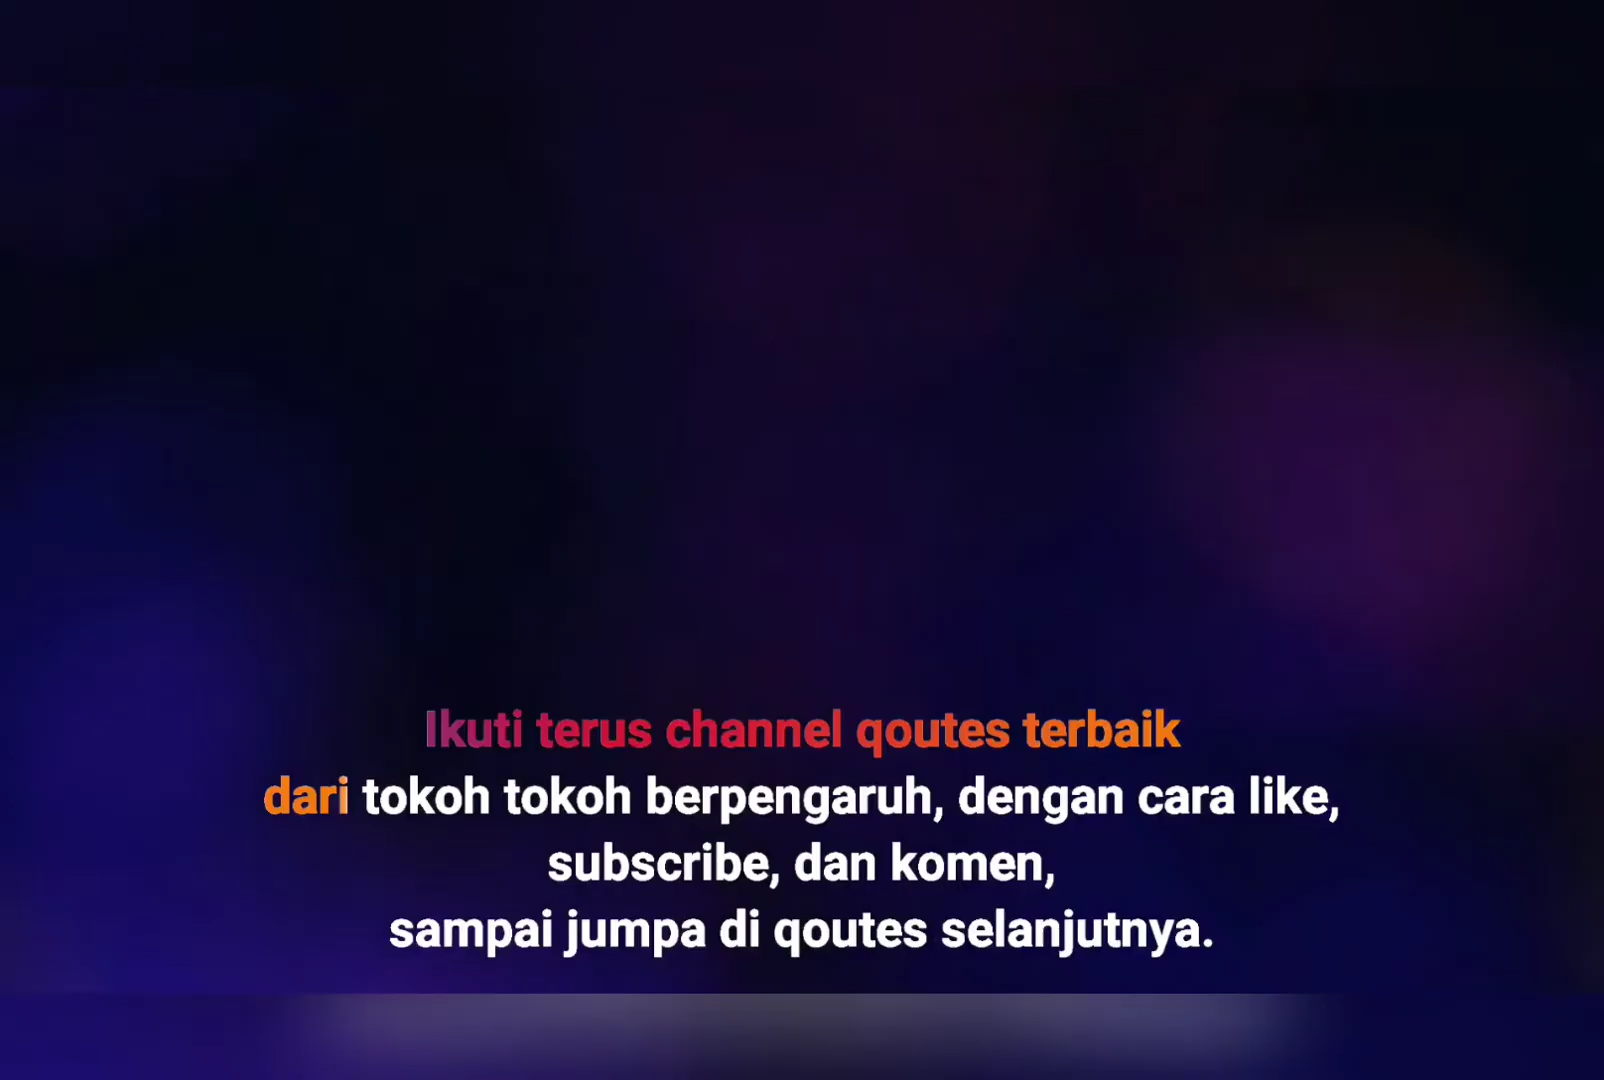 Ikuti terus channel qoutes terbaik
dari tokoh tokoh berpengaruh, dengan cara like,
subscribe, dan komen,
sampai jumpa di qoutes selanjutnya.